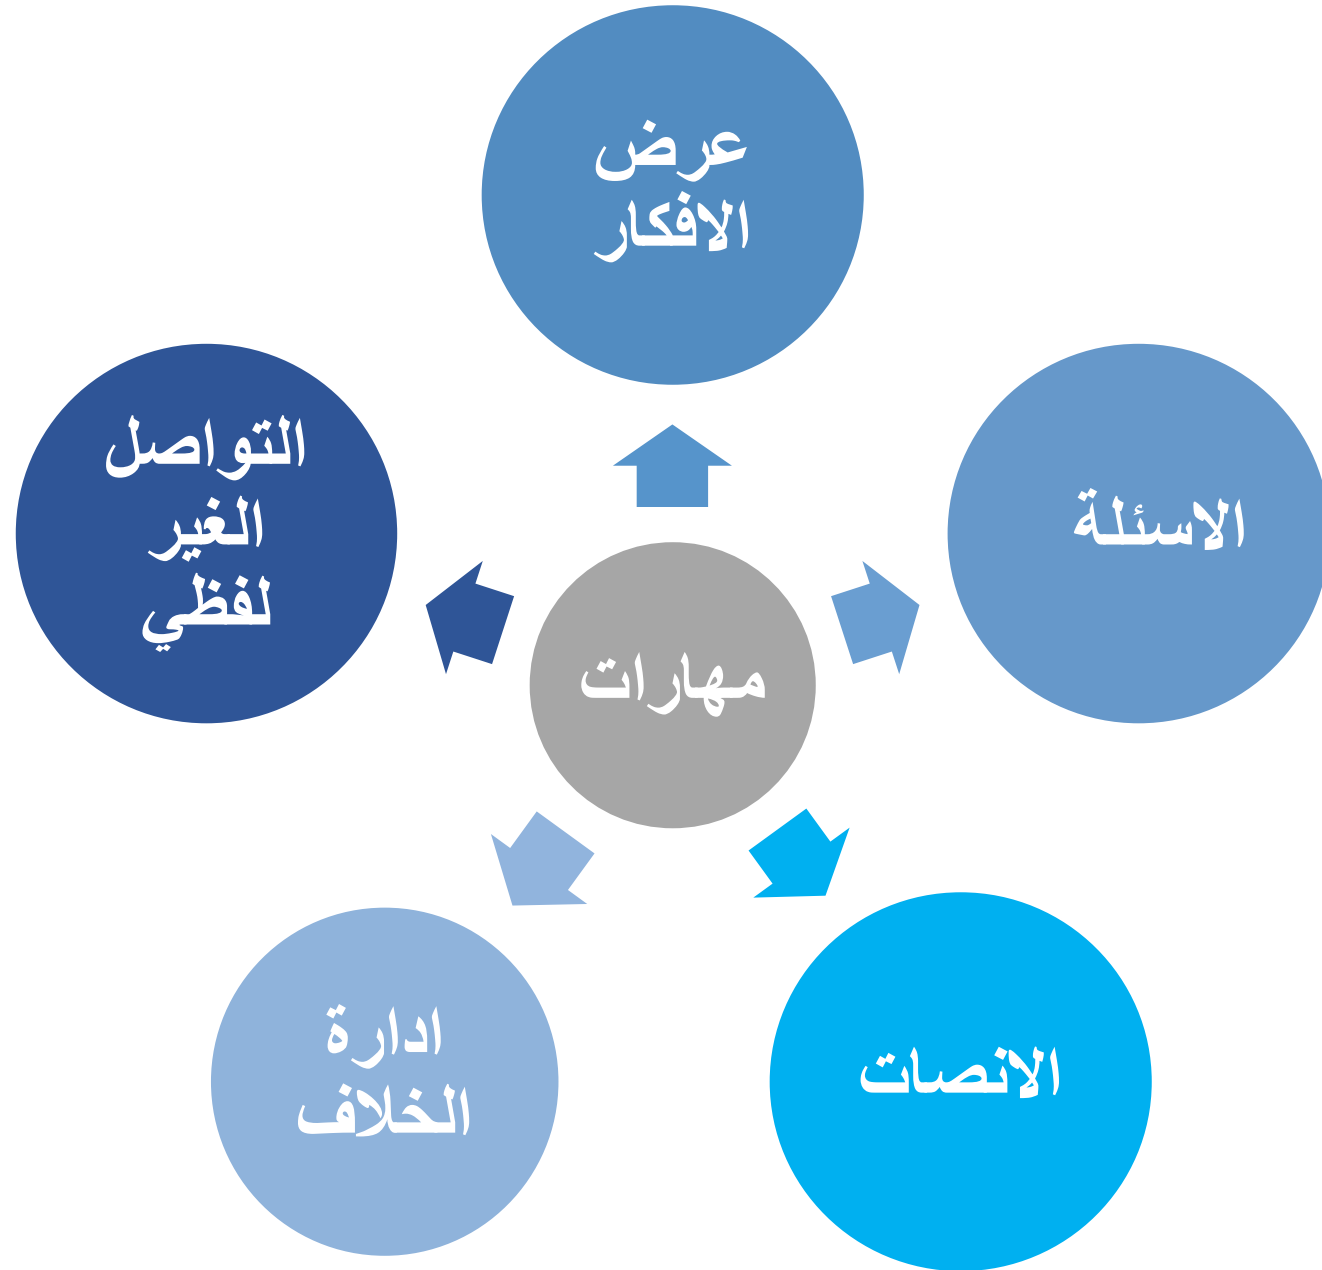 عرض
الافكار
الاسئلة
الانصات
ادارة
الخلاف
التواصل
الغير
لفظي
مهارات